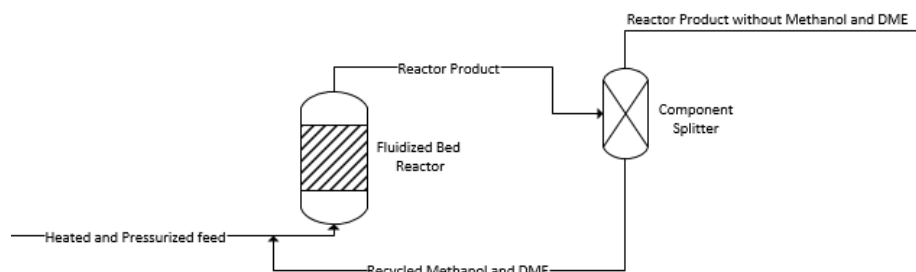 Reactor Product without Methanol and DME
Reactor Product
Component
Splitter
Fluidized Bed
Reactor
Heated and Pressurized feed
Recycled Methanol and DME